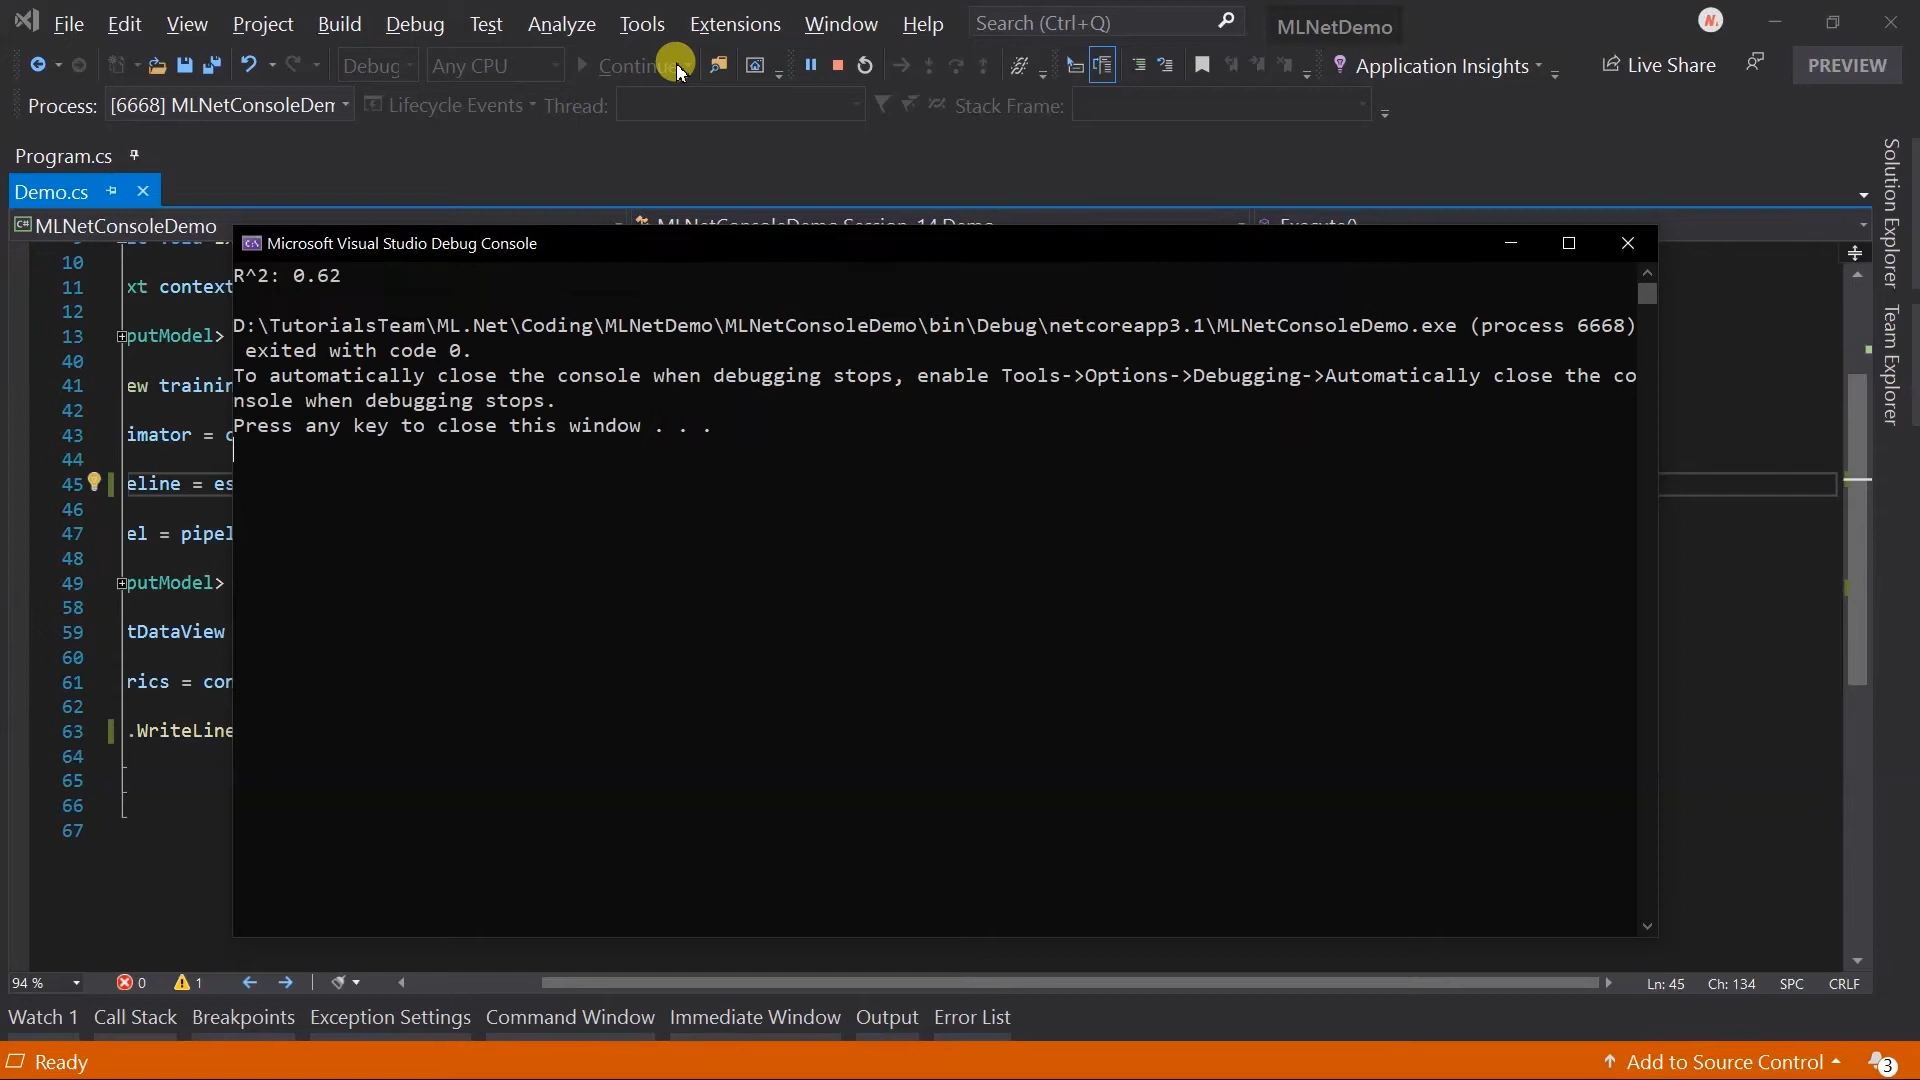 File Edit View Project Build Debug Test Analyze Tools Extensions Window Help Search (Ctrl+Q) MLNetDemo
Debug Any CPU Continue Application Insights Live Share PREVIEW
Process: [6668] MLNetConsoleDem Lifecycle Events Thread: Stack Frame:
Program.cs
Demo.cs
MLNetConsoleDemo MLNetConsoleDemo.Session_14.Demo Execute()
Solution Explorer
Team Explorer
Microsoft Visual Studio Debug Console
R^2: 0.62
D:\TutorialsTeam\ML.Net\Coding\MLNetDemo\MLNetConsoleDemo\bin\Debug\netcoreapp3.1\MLNetConsoleDemo.exe (process 6668)
exited with code 0.
To automatically close the console when debugging stops, enable Tools->Options->Debugging->Automatically close the co
nsole when debugging stops.
Press any key to close this window . . .
10
11 xt context
12
13 putModel>
40
41 ew trainin
42
43 imator = c
44
45 eline = es
46
47 el = pipel
48
49 putModel>
58
59 tDataView
60
61 rics = con
62
63 .WriteLine
64
65
66
67
94 % 0 1 Ln: 45 Ch: 134 SPC CRLF
Watch 1 Call Stack Breakpoints Exception Settings Command Window Immediate Window Output Error List
Ready Add to Source Control 3